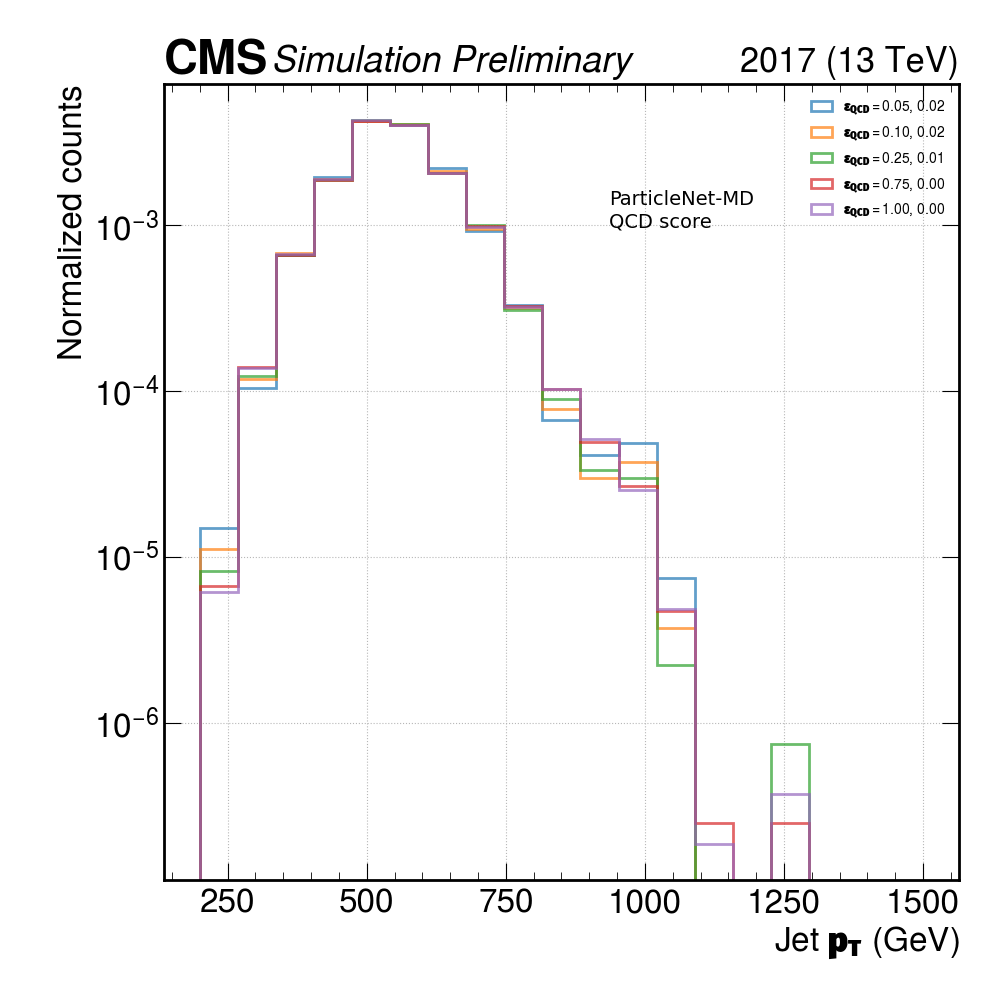 CMS Simulation Preliminary 2017 (13 TeV)
Normalized counts
10⁻³
10⁻⁴
10⁻⁵
10⁻⁶
ε_QCD = 0.05, 0.02
ε_QCD = 0.10, 0.02
ε_QCD = 0.25, 0.01
ε_QCD = 0.75, 0.00
ε_QCD = 1.00, 0.00
ParticleNet-MD
QCD score
250 500 750 1000 1250 1500
Jet p_T (GeV)